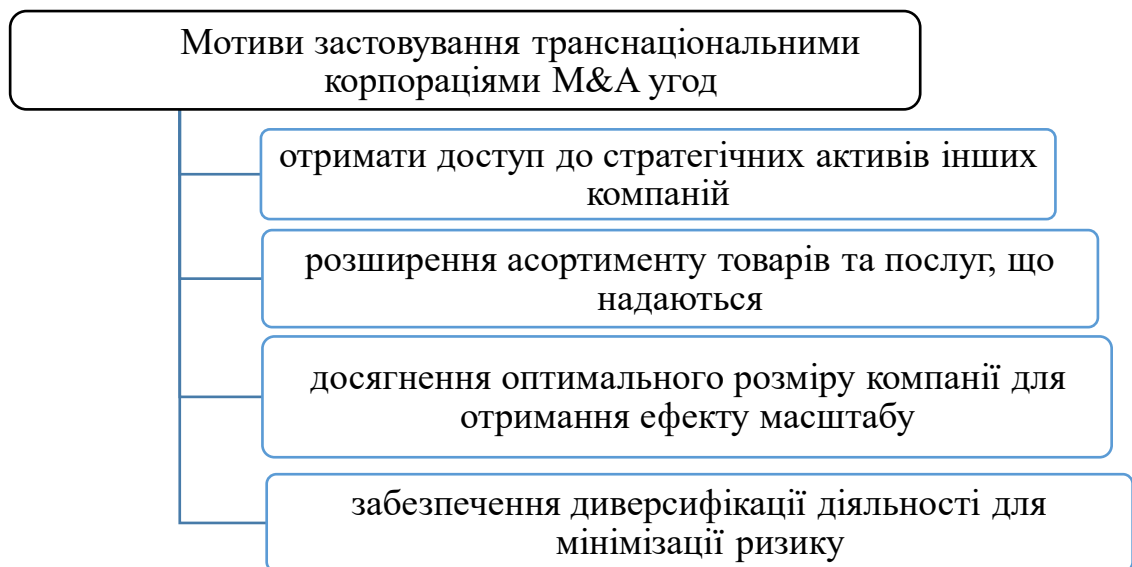 Мотиви застовування транснаціональними
корпораціями M&A угод
отримати доступ до стратегічних активів інших
компаній
розширення асортименту товарів та послуг, що
надаються
досягнення оптимального розміру компанії для
отримання ефекту масштабу
забезпечення диверсифікації діяльності для
мінімізації ризику